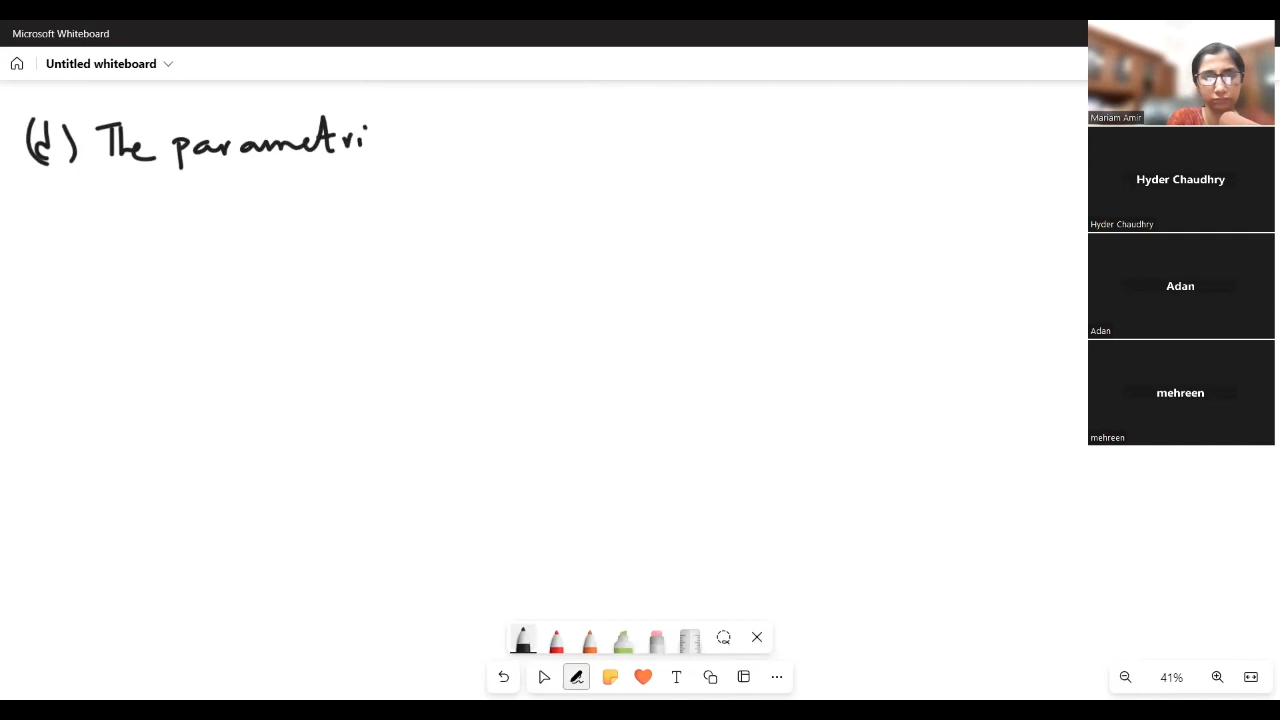 Microsoft Whiteboard
Untitled whiteboard
(d) The parametri
Mariam Amir
Hyder Chaudhry
Hyder Chaudhry
Adan
Adan
mehreen
mehreen
T
41%